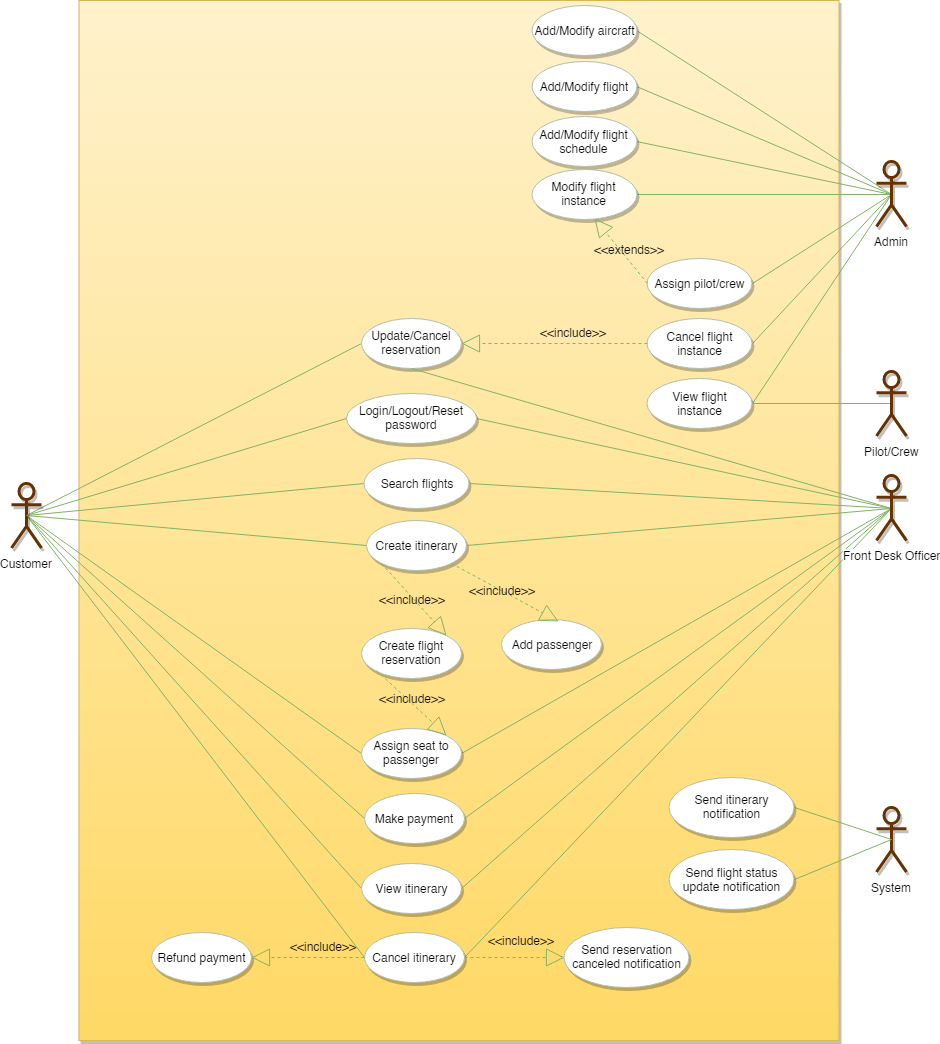 Add/Modify aircraft
Add/Modify flight
Add/Modify flight
schedule
Modify flight
instance
Admin
<<extends>>
Assign pilot/crew
Update/Cancel
reservation
<<include>>
Cancel flight
instance
View flight
instance
Login/Logout/Reset
password
Pilot/Crew
Search flights
Create itinerary
Front Desk Officer
Customer
<<include>>
<<include>>
Create flight
reservation
Add passenger
<<include>>
Assign seat to
passenger
Make payment
Send itinerary
notification
View itinerary
Send flight status
update notification
System
Refund payment
<<include>>
Cancel itinerary
<<include>>
Send reservation
canceled notification